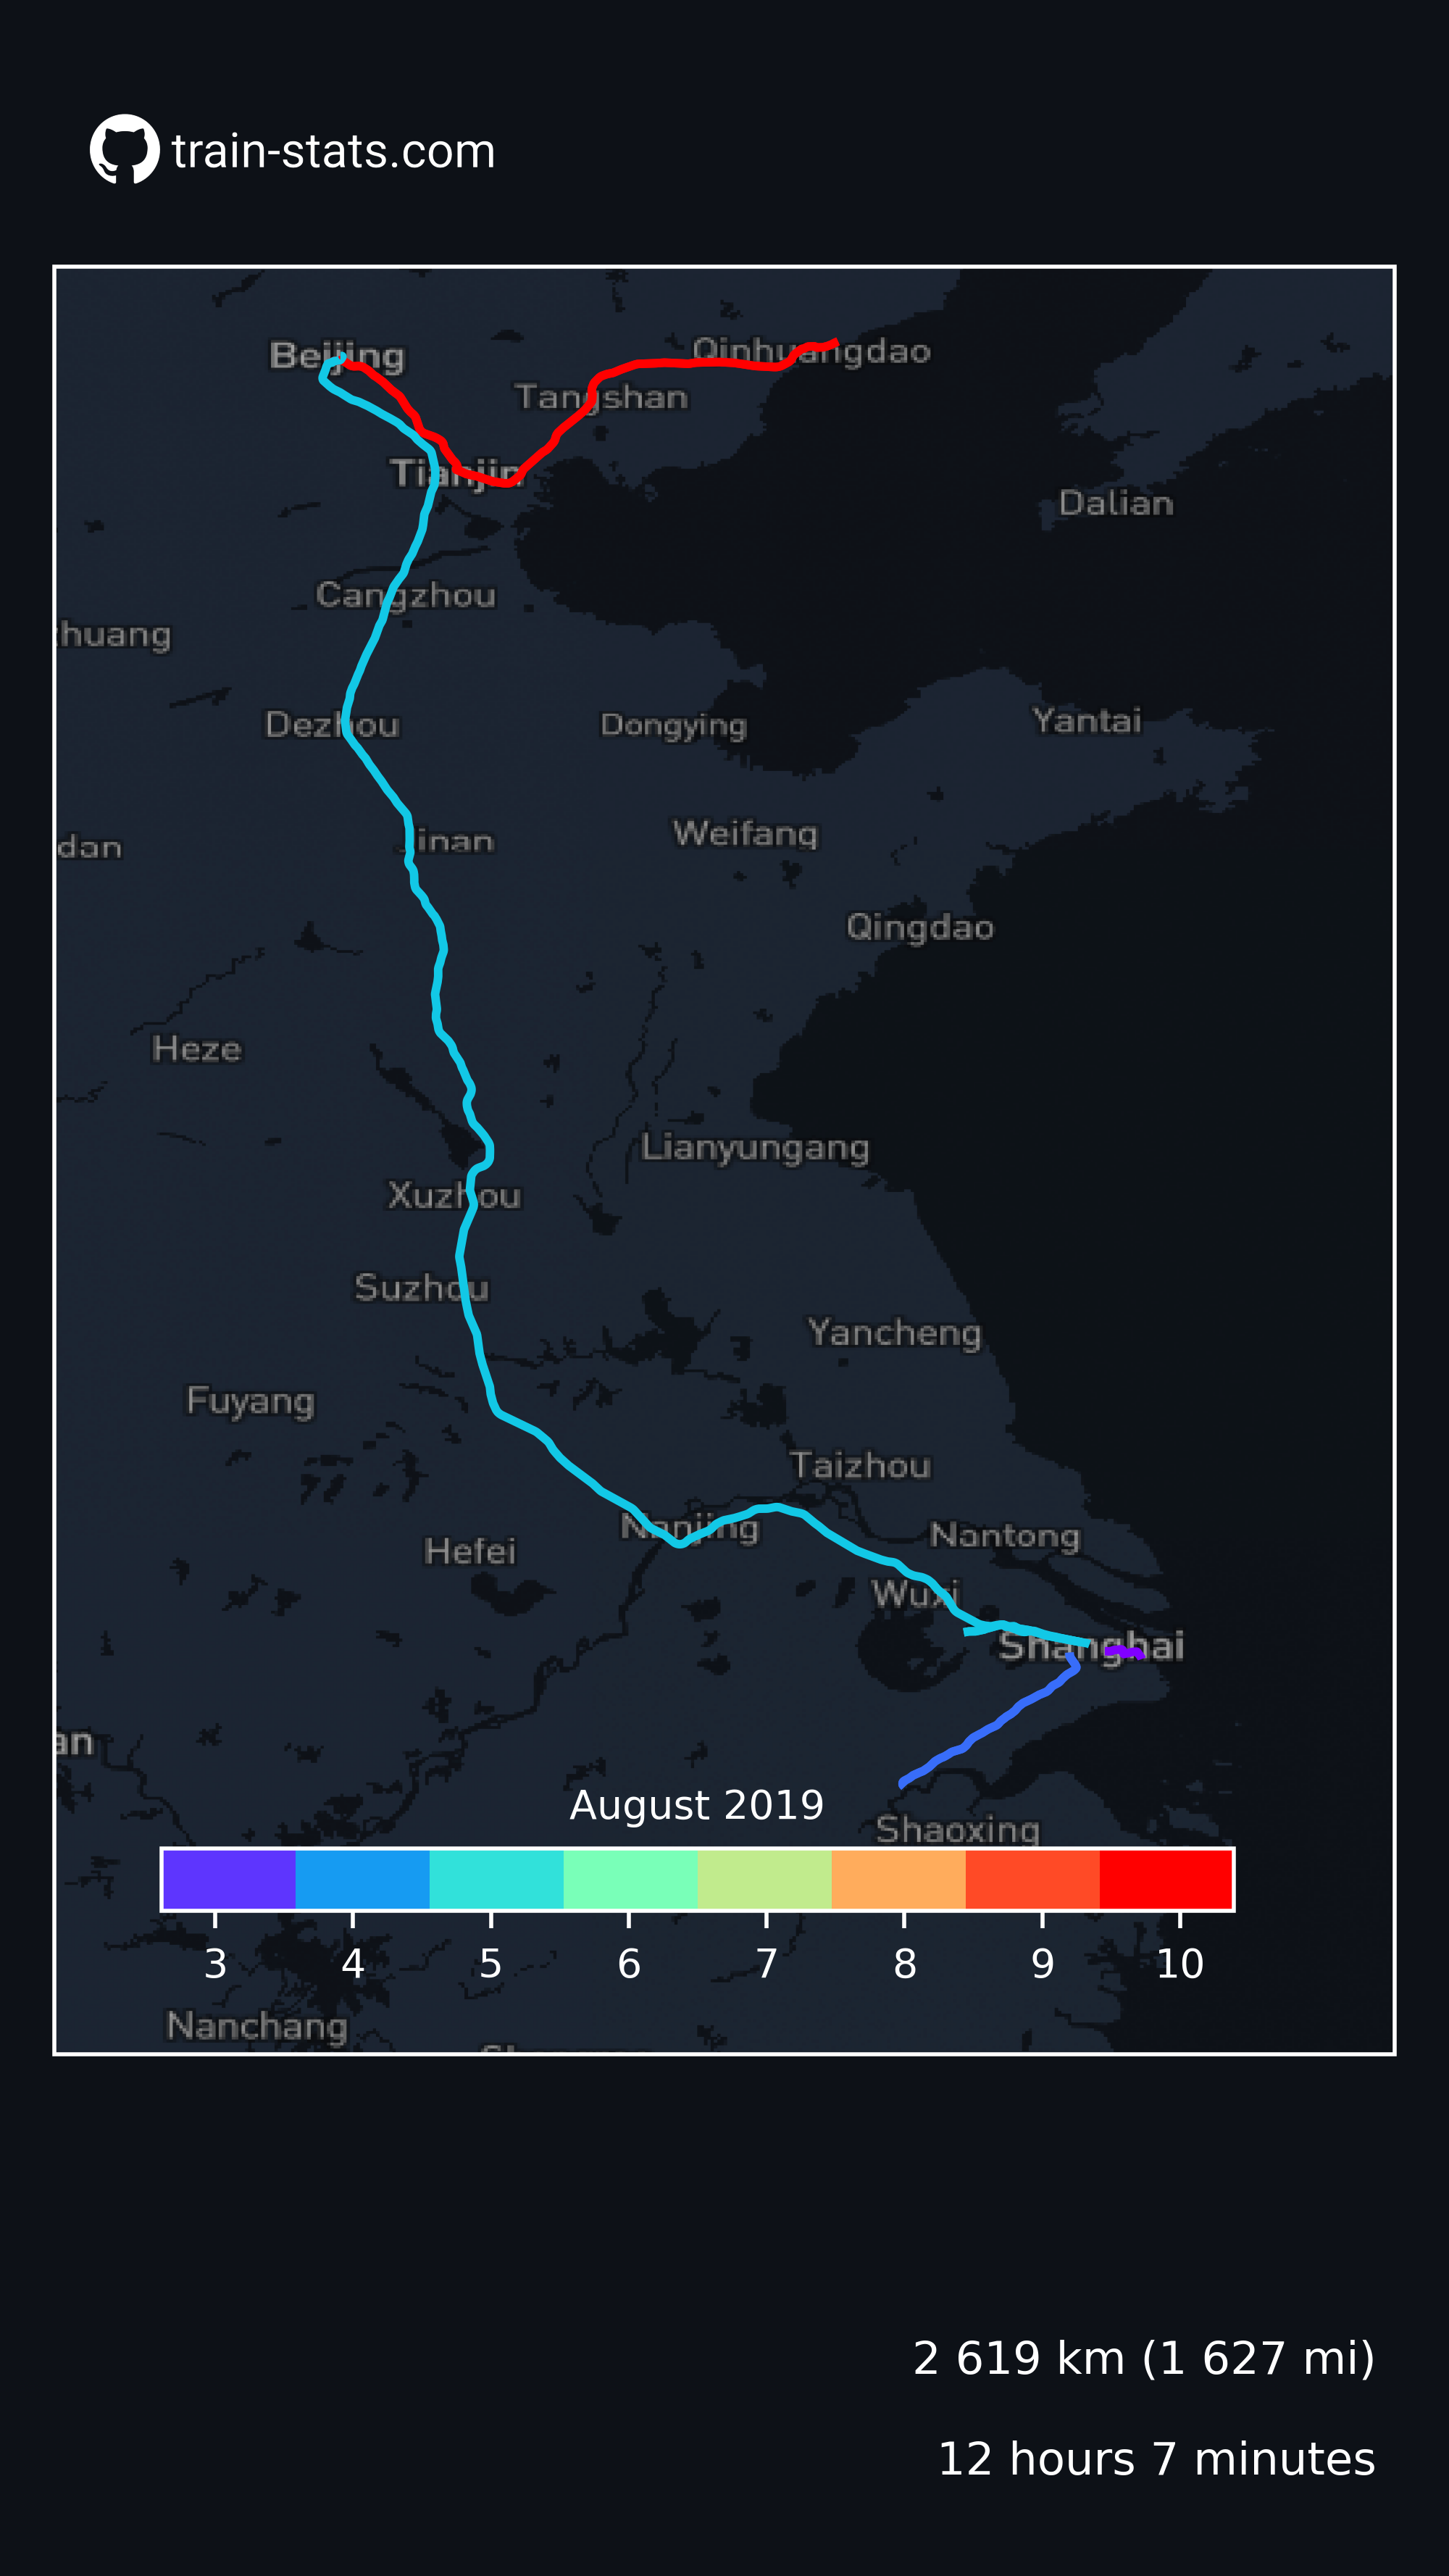 train-stats.com
Beijing
Qinhuangdao
Tangshan
Tianjin
Dalian
Cangzhou
huang
Dezhou
Dongying
Yantai
Weifang
inan
dan
Qingdao
Heze
Lianyungang
Xuzhou
Suzhou
Yancheng
Fuyang
Taizhou
Nanjing
Nantong
Hefei
Wuxi
Shanghai
an
August 2019
Shaoxing
3 4 5 6 7 8 9 10
Nanchang
2 619 km (1 627 mi)
12 hours 7 minutes